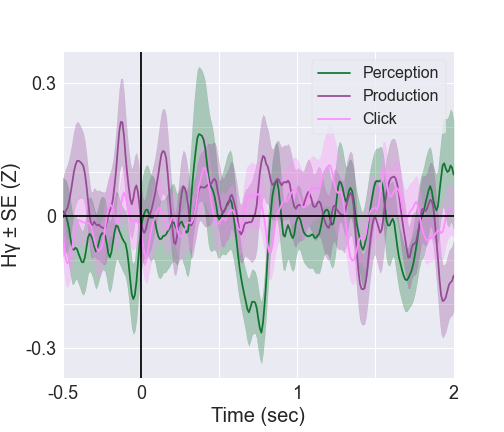 Perception
Production
Click
0.3
0
-0.3
Hγ ± SE (Z)
-0.5
0
1
2
Time (sec)